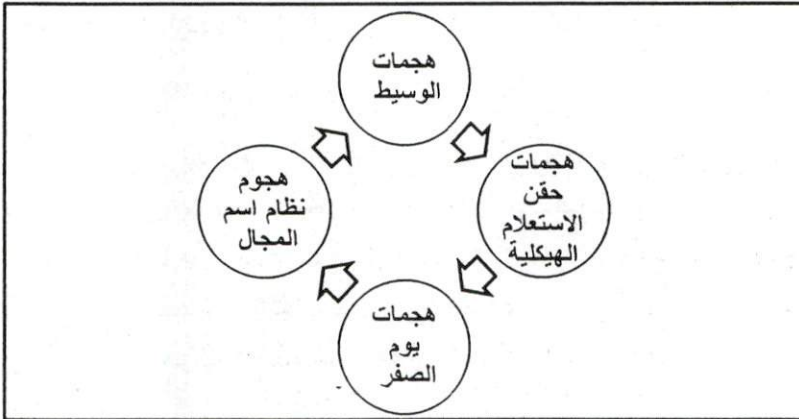 هجمات
الوسيط
هجمات
حقن
الاستعلام
الهيكلية
هجمات
يوم
الصفر
هجوم
نظام اسم
المجال